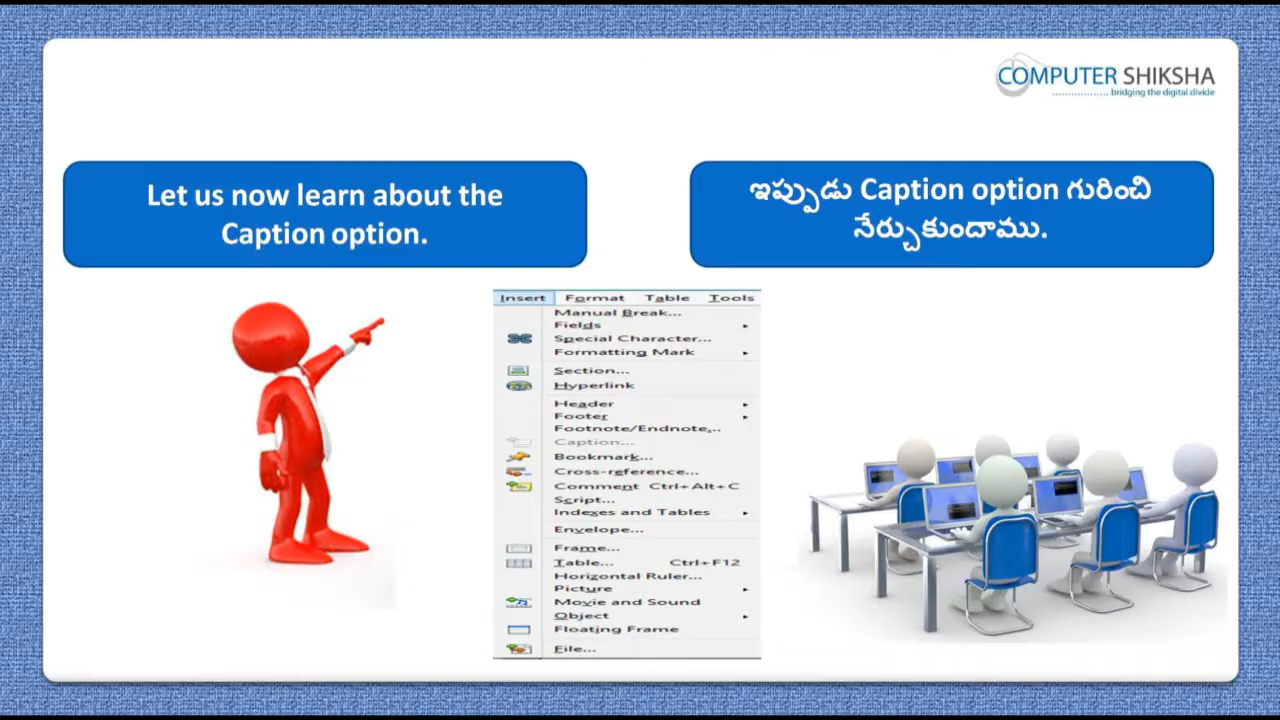 COMPUTER SHIKSHA
bridging the digital divide
Let us now learn about the
Caption option.
ఇప్పుడు Caption option గురించి
నేర్చుకుందాము.
Insert Format Table Tools
Manual Break...
Fields
Special Character...
Formatting Mark
Section...
Hyperlink
Header
Footer
Footnote/Endnote...
Caption...
Bookmark...
Cross-reference...
Comment Ctrl+Alt+C
Script...
Indexes and Tables
Envelope...
Frame...
Table... Ctrl+F12
Horizontal Ruler...
Picture
Movie and Sound
Object
Floating Frame
File...